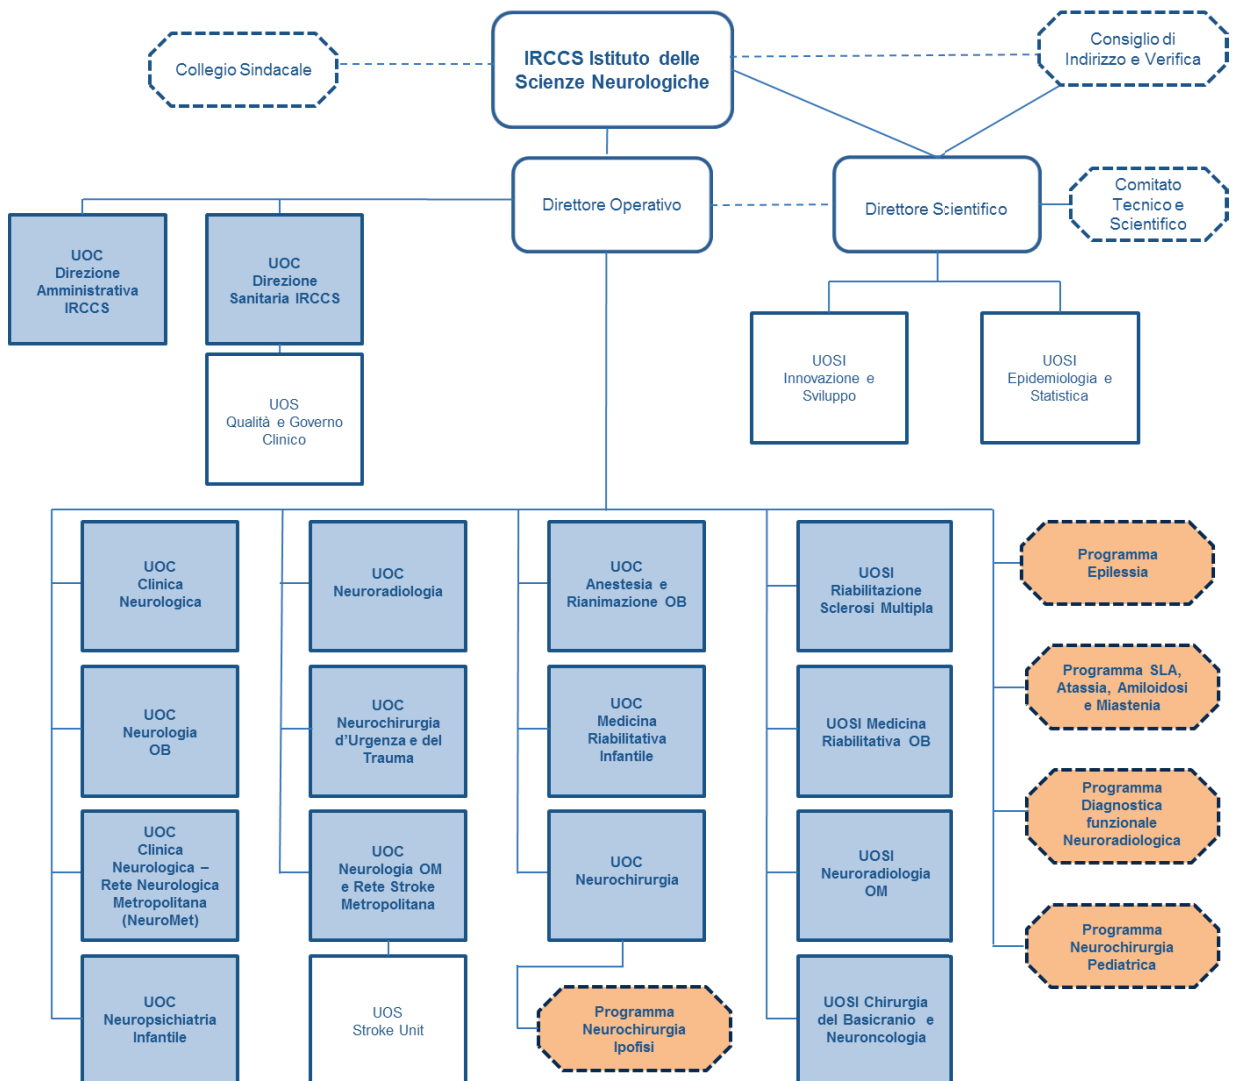 IRCCS Istituto delle
Scienze Neurologiche
Collegio Sindacale
Consiglio di
Indirizzo e Verifica
Direttore Operativo
Direttore Scientifico
Comitato
Tecnico e
Scientifico
UOC
Direzione
Amministrativa
IRCCS
UOC
Direzione
Sanitaria IRCCS
UOS
Qualità e Governo
Clinico
UOSI
Innovazione e
Sviluppo
UOSI
Epidemiologia e
Statistica
UOC
Clinica
Neurologica
UOC
Neurologia
OB
UOC
Clinica
Neurologica –
Rete Neurologica
Metropolitana
(NeuroMet)
UOC
Neuropsichiatria
Infantile
UOC
Neuroradiologia
UOC
Neurochirurgia
d'Urgenza e del
Trauma
UOC
Neurologia OM
e Rete Stroke
Metropolitana
UOS
Stroke Unit
UOC
Anestesia e
Rianimazione OB
UOC
Medicina
Riabilitativa
Infantile
UOC
Neurochirurgia
Programma
Neurochirurgia
Ipofisi
UOSI
Riabilitazione
Sclerosi Multipla
UOSI Medicina
Riabilitativa OB
UOSI
Neuroradiologia
OM
UOSI Chirurgia
del Basicranio e
Neuroncologia
Programma
Epilessia
Programma SLA,
Atassia, Amiloidosi
e Miastenia
Programma
Diagnostica
funzionale
Neuroradiologica
Programma
Neurochirurgia
Pediatrica